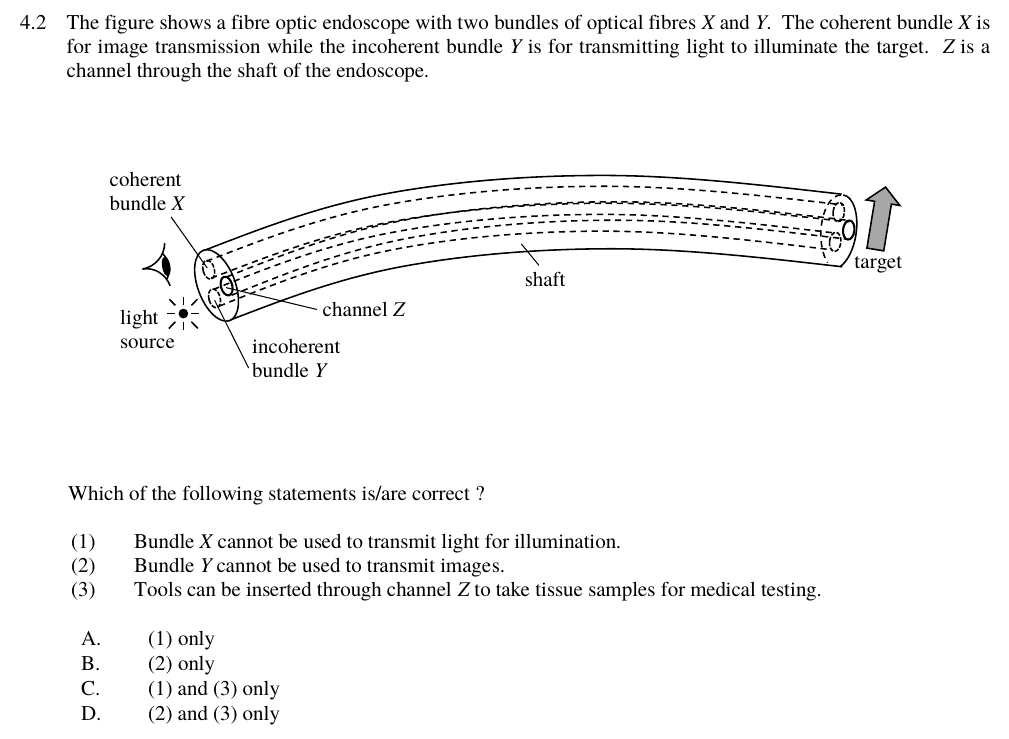 4.2 The figure shows a fibre optic endoscope with two bundles of optical fibres X and Y. The coherent bundle X is
for image transmission while the incoherent bundle Y is for transmitting light to illuminate the target. Z is a
channel through the shaft of the endoscope.
coherent
bundle X
target
shaft
channel Z
light
source
incoherent
bundle Y
Which of the following statements is/are correct ?
(1) Bundle X cannot be used to transmit light for illumination.
(2) Bundle Y cannot be used to transmit images.
(3) Tools can be inserted through channel Z to take tissue samples for medical testing.
A. (1) only
B. (2) only
C. (1) and (3) only
D. (2) and (3) only